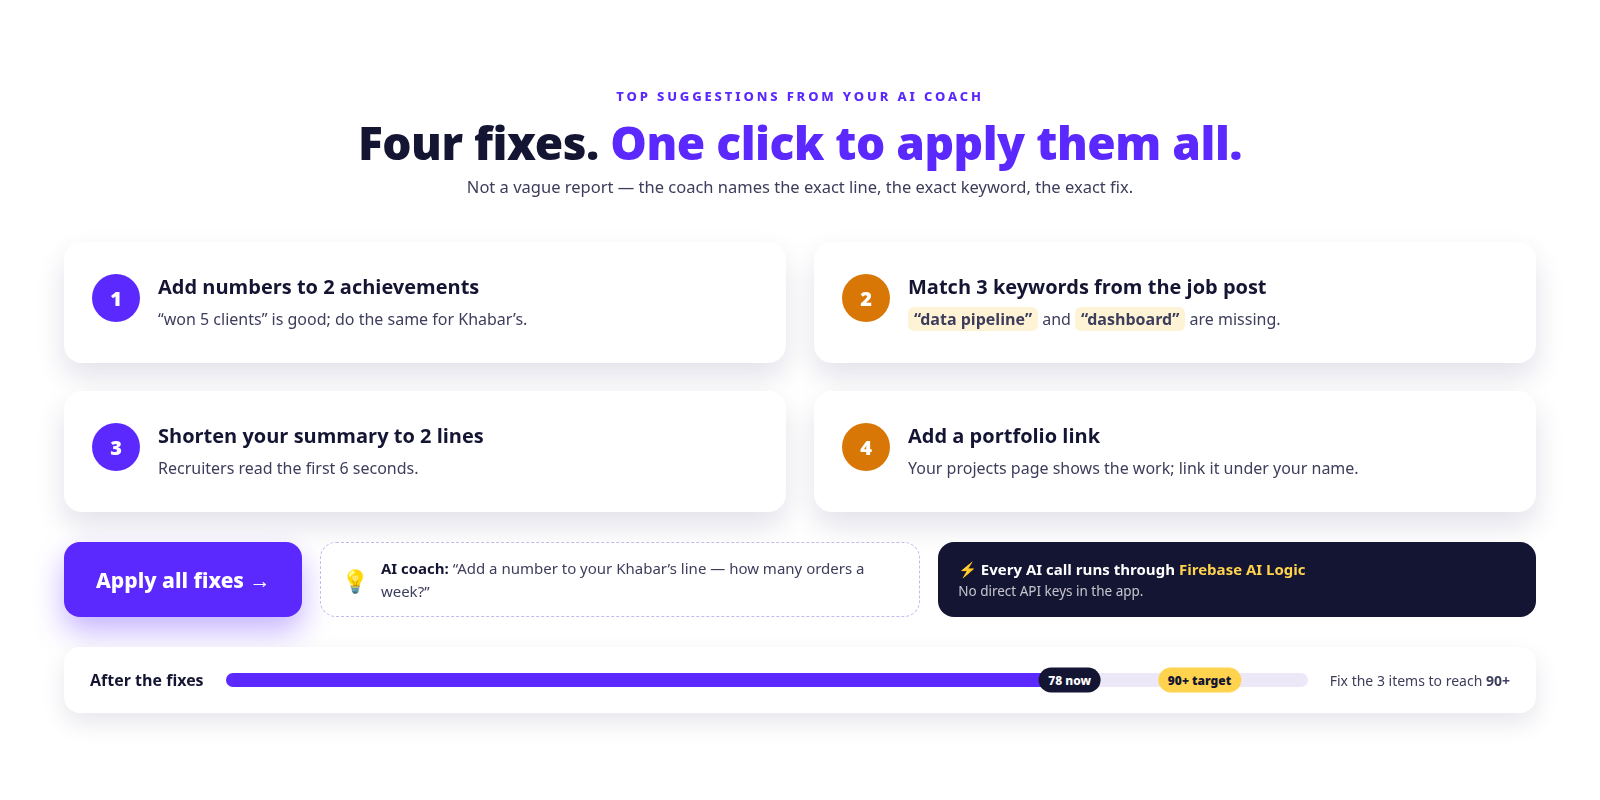 TOP SUGGESTIONS FROM YOUR AI COACH
Four fixes. One click to apply them all.
Not a vague report — the coach names the exact line, the exact keyword, the exact fix.
1
Add numbers to 2 achievements
“won 5 clients” is good; do the same for Khabar’s.
2
Match 3 keywords from the job post
“data pipeline” and “dashboard” are missing.
3
Shorten your summary to 2 lines
Recruiters read the first 6 seconds.
4
Add a portfolio link
Your projects page shows the work; link it under your name.
Apply all fixes →
💡 AI coach: “Add a number to your Khabar’s line — how many orders a
week?”
⚡ Every AI call runs through Firebase AI Logic
No direct API keys in the app.
After the fixes
78 now
90+ target
Fix the 3 items to reach 90+